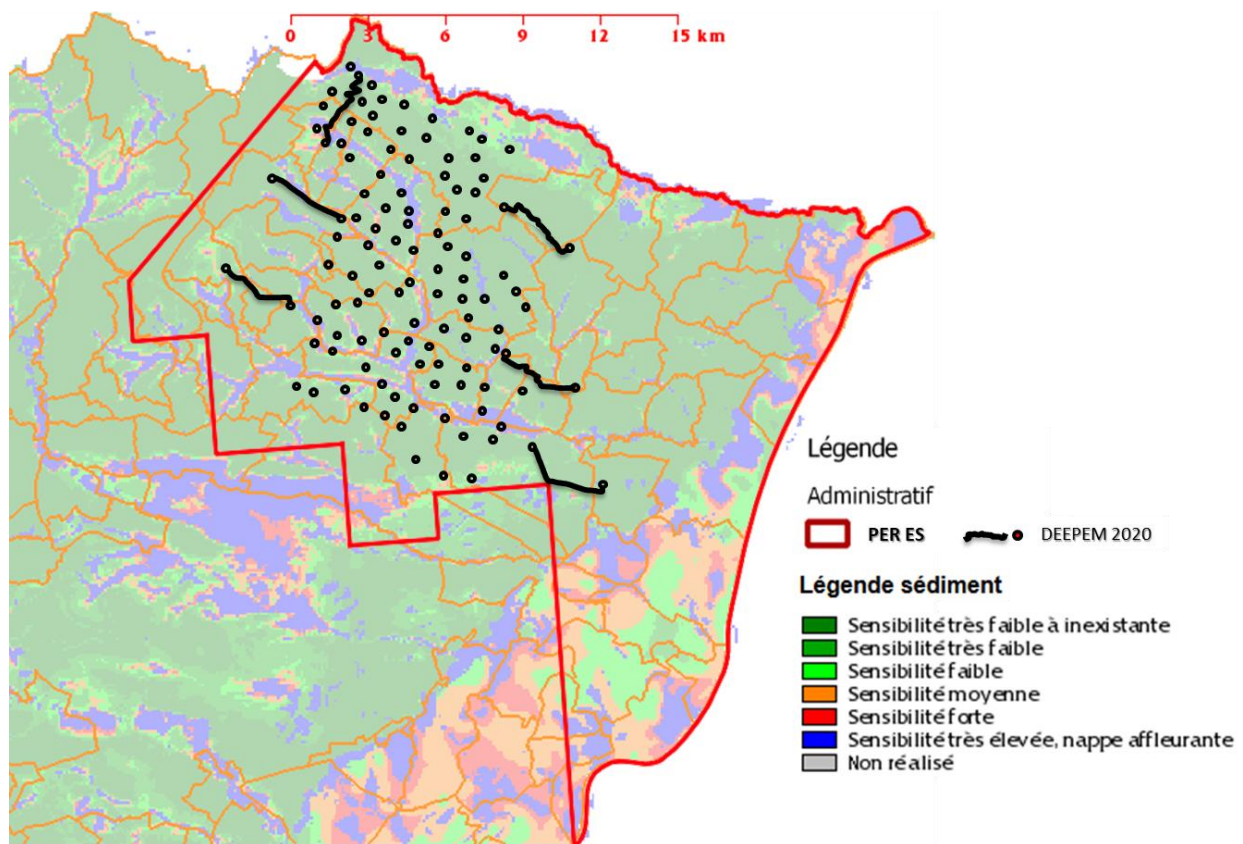 0 3 6 9 12 15 km
Légende
Administratif
PER ES DEEPEM 2020
Légende sédiment
Sensibilité très faible à inexistante
Sensibilité très faible
Sensibilité faible
Sensibilité moyenne
Sensibilité forte
Sensibilité très élevée, nappe affleurante
Non réalisé